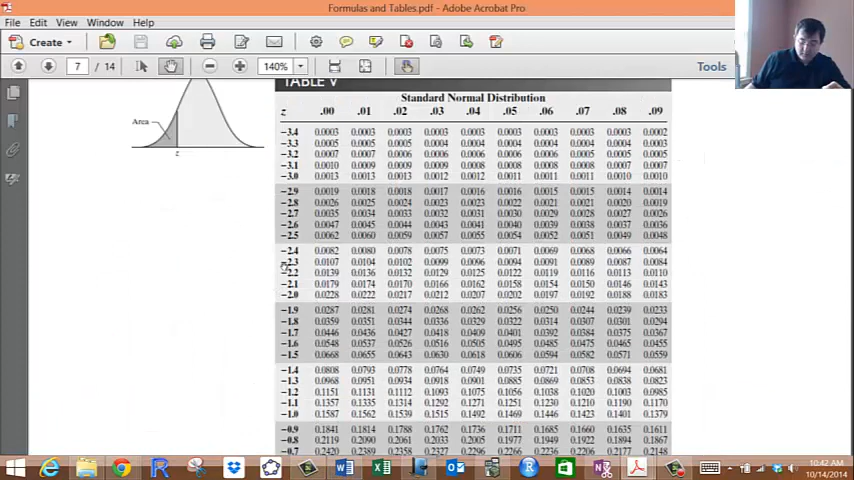 Formulas and Tables.pdf - Adobe Acrobat Pro
File Edit View Window Help
Create
7 / 14 140% Tools
TABLE V
Standard Normal Distribution
z .00 .01 .02 .03 .04 .05 .06 .07 .08 .09
Area
z
−3.4 0.0003 0.0003 0.0003 0.0003 0.0003 0.0003 0.0003 0.0003 0.0003 0.0002
−3.3 0.0005 0.0005 0.0005 0.0004 0.0004 0.0004 0.0004 0.0004 0.0004 0.0003
−3.2 0.0007 0.0007 0.0006 0.0006 0.0006 0.0006 0.0006 0.0005 0.0005 0.0005
−3.1 0.0010 0.0009 0.0009 0.0009 0.0008 0.0008 0.0008 0.0008 0.0007 0.0007
−3.0 0.0013 0.0013 0.0013 0.0012 0.0012 0.0011 0.0011 0.0011 0.0010 0.0010
−2.9 0.0019 0.0018 0.0018 0.0017 0.0016 0.0016 0.0015 0.0015 0.0014 0.0014
−2.8 0.0026 0.0025 0.0024 0.0023 0.0023 0.0022 0.0021 0.0021 0.0020 0.0019
−2.7 0.0035 0.0034 0.0033 0.0032 0.0031 0.0030 0.0029 0.0028 0.0027 0.0026
−2.6 0.0047 0.0045 0.0044 0.0043 0.0041 0.0040 0.0039 0.0038 0.0037 0.0036
−2.5 0.0062 0.0060 0.0059 0.0057 0.0055 0.0054 0.0052 0.0051 0.0049 0.0048
−2.4 0.0082 0.0080 0.0078 0.0075 0.0073 0.0071 0.0069 0.0068 0.0066 0.0064
−2.3 0.0107 0.0104 0.0102 0.0099 0.0096 0.0094 0.0091 0.0089 0.0087 0.0084
−2.2 0.0139 0.0136 0.0132 0.0129 0.0125 0.0122 0.0119 0.0116 0.0113 0.0110
−2.1 0.0179 0.0174 0.0170 0.0166 0.0162 0.0158 0.0154 0.0150 0.0146 0.0143
−2.0 0.0228 0.0222 0.0217 0.0212 0.0207 0.0202 0.0197 0.0192 0.0188 0.0183
−1.9 0.0287 0.0281 0.0274 0.0268 0.0262 0.0256 0.0250 0.0244 0.0239 0.0233
−1.8 0.0359 0.0351 0.0344 0.0336 0.0329 0.0322 0.0314 0.0307 0.0301 0.0294
−1.7 0.0446 0.0436 0.0427 0.0418 0.0409 0.0401 0.0392 0.0384 0.0375 0.0367
−1.6 0.0548 0.0537 0.0526 0.0516 0.0505 0.0495 0.0485 0.0475 0.0465 0.0455
−1.5 0.0668 0.0655 0.0643 0.0630 0.0618 0.0606 0.0594 0.0582 0.0571 0.0559
−1.4 0.0808 0.0793 0.0778 0.0764 0.0749 0.0735 0.0721 0.0708 0.0694 0.0681
−1.3 0.0968 0.0951 0.0934 0.0918 0.0901 0.0885 0.0869 0.0853 0.0838 0.0823
−1.2 0.1151 0.1131 0.1112 0.1093 0.1075 0.1056 0.1038 0.1020 0.1003 0.0985
−1.1 0.1357 0.1335 0.1314 0.1292 0.1271 0.1251 0.1230 0.1210 0.1190 0.1170
−1.0 0.1587 0.1562 0.1539 0.1515 0.1492 0.1469 0.1446 0.1423 0.1401 0.1379
−0.9 0.1841 0.1814 0.1788 0.1762 0.1736 0.1711 0.1685 0.1660 0.1635 0.1611
−0.8 0.2119 0.2090 0.2061 0.2033 0.2005 0.1977 0.1949 0.1922 0.1894 0.1867
−0.7 0.2420 0.2389 0.2358 0.2327 0.2296 0.2266 0.2236 0.2206 0.2177 0.2148
10:42 AM
10/14/2014